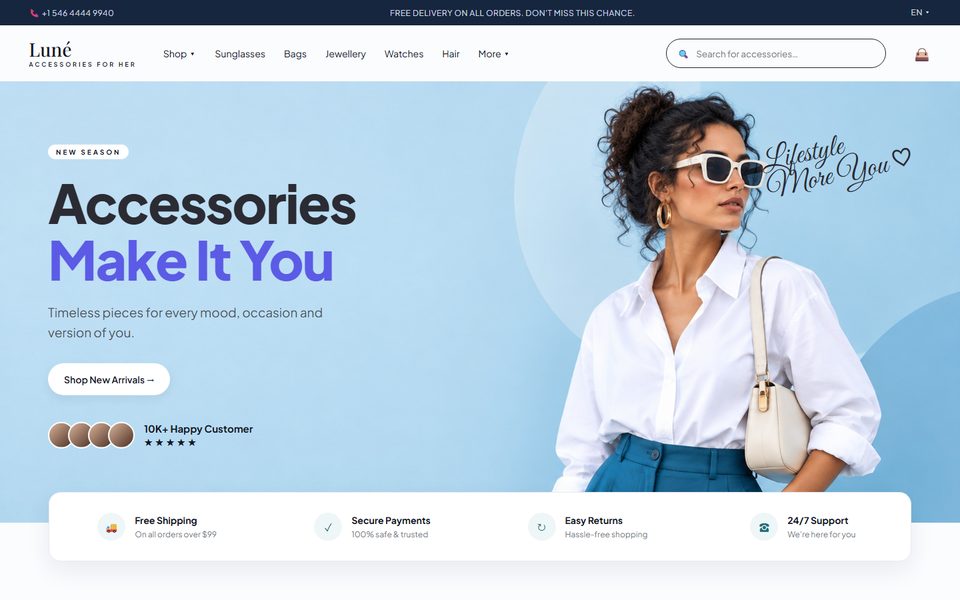 +1 546 4444 9940
FREE DELIVERY ON ALL ORDERS. DON'T MISS THIS CHANCE.
EN
Luné
ACCESSORIES FOR HER
Shop
Sunglasses
Bags
Jewellery
Watches
Hair
More
Search for accessories...
NEW SEASON
Accessories
Make It You
Timeless pieces for every mood, occasion and
version of you.
Shop New Arrivals →
10K+ Happy Customer
★★★★★
Lifestyle
More You
Free Shipping
On all orders over $99
Secure Payments
100% safe & trusted
Easy Returns
Hassle-free shopping
24/7 Support
We're here for you